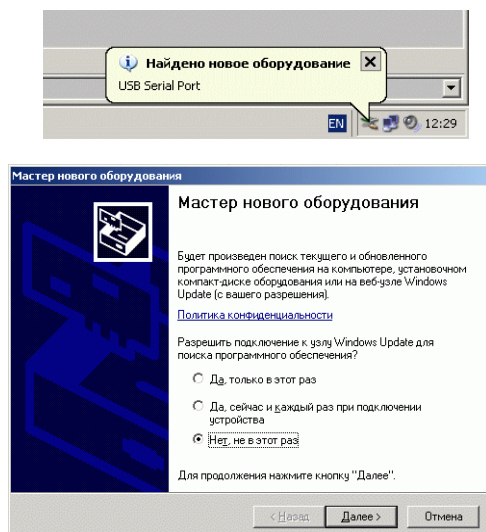 Найдено новое оборудование
USB Serial Port
EN
12:29
Мастер нового оборудования
Мастер нового оборудования
Будет произведен поиск текущего и обновленного
программного обеспечения на компьютере, установочном
компакт-диске оборудования или на веб-узле Windows
Update (с вашего разрешения).
Политика конфиденциальности
Разрешить подключение к узлу Windows Update для
поиска программного обеспечения?
Да, только в этот раз
Да, сейчас и каждый раз при подключении
устройства
Нет, не в этот раз
Для продолжения нажмите кнопку "Далее".
< Назад Далее > Отмена